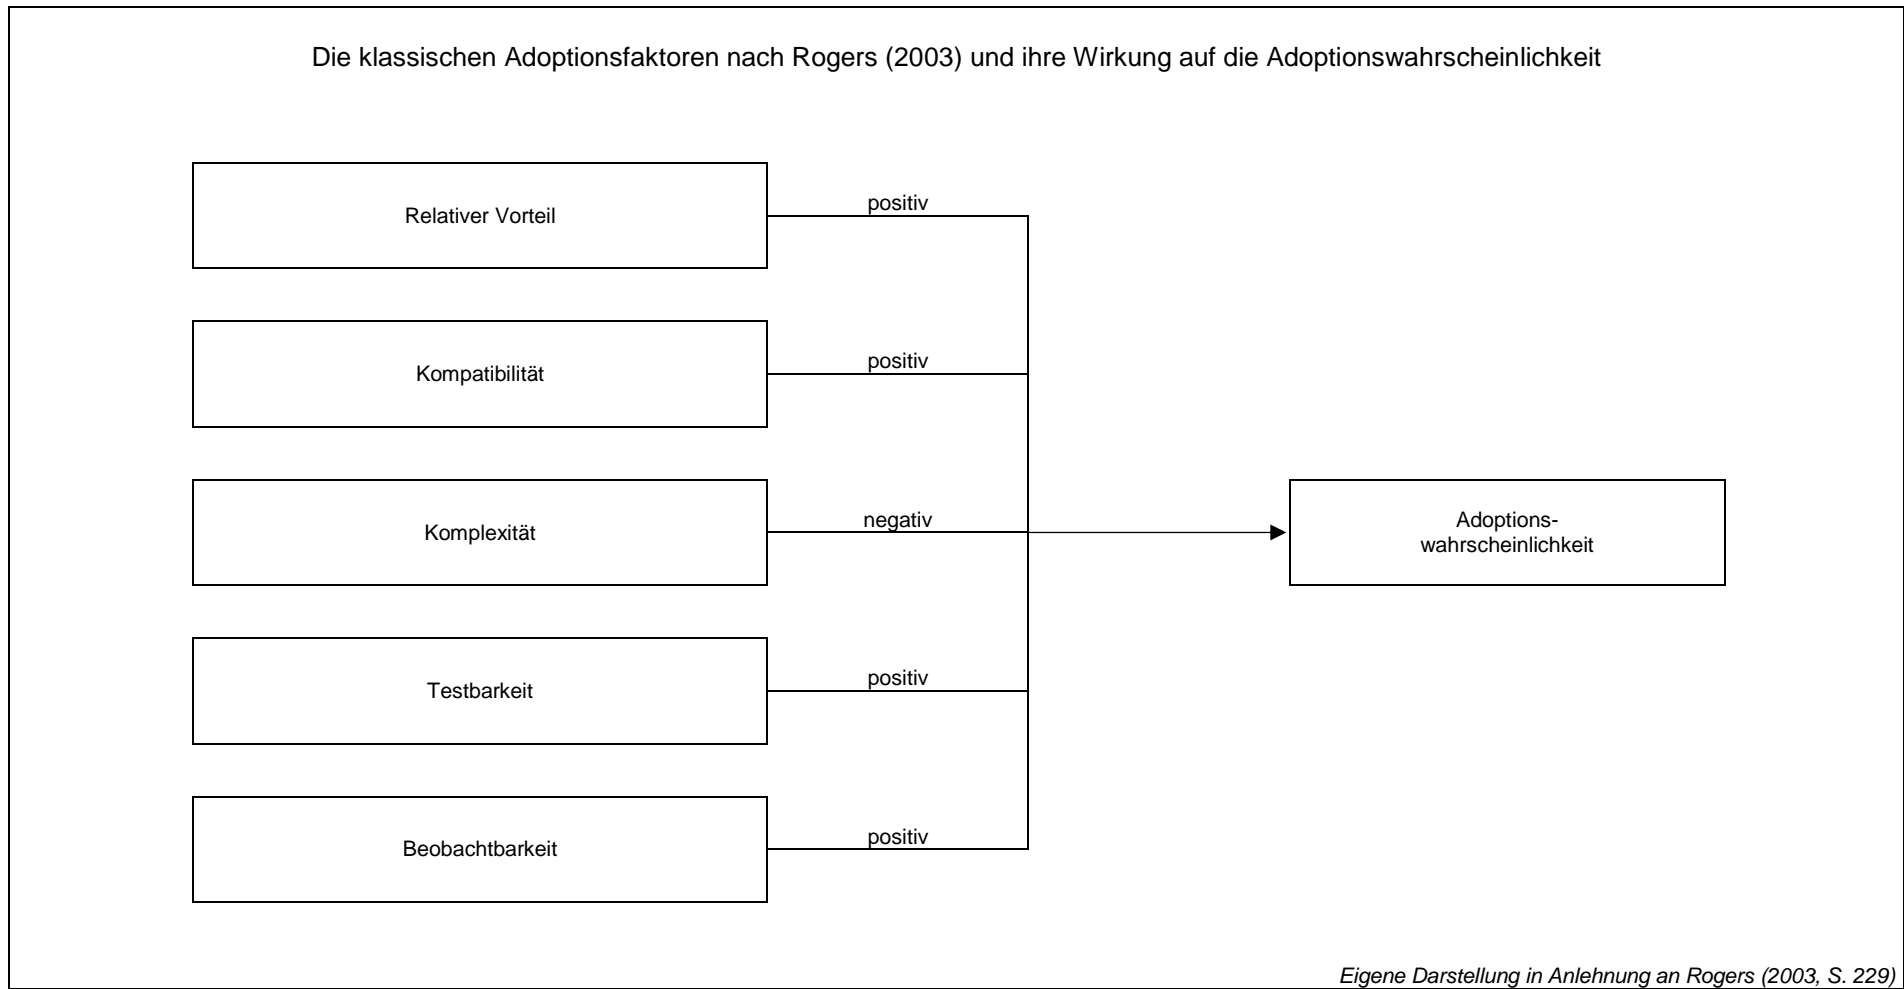 Die klassischen Adoptionsfaktoren nach Rogers (2003) und ihre Wirkung auf die Adoptionswahrscheinlichkeit
Relativer Vorteil
positiv
Kompatibilität
positiv
Komplexität
negativ
Adoptions-
wahrscheinlichkeit
Testbarkeit
positiv
Beobachtbarkeit
positiv
Eigene Darstellung in Anlehnung an Rogers (2003, S. 229)